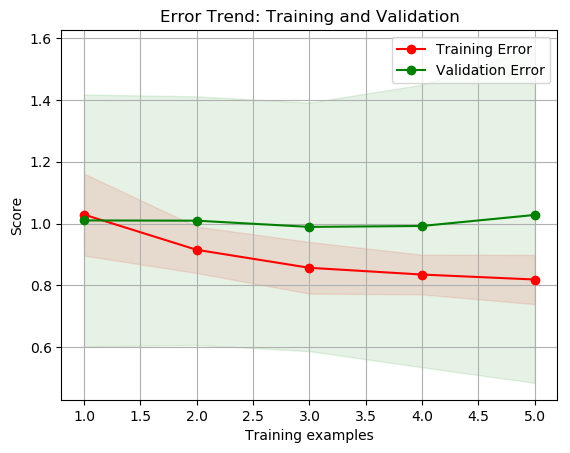 Error Trend: Training and Validation
Training Error
Validation Error
1.6
1.4
1.2
1.0
0.8
0.6
Score
1.0 1.5 2.0 2.5 3.0 3.5 4.0 4.5 5.0
Training examples